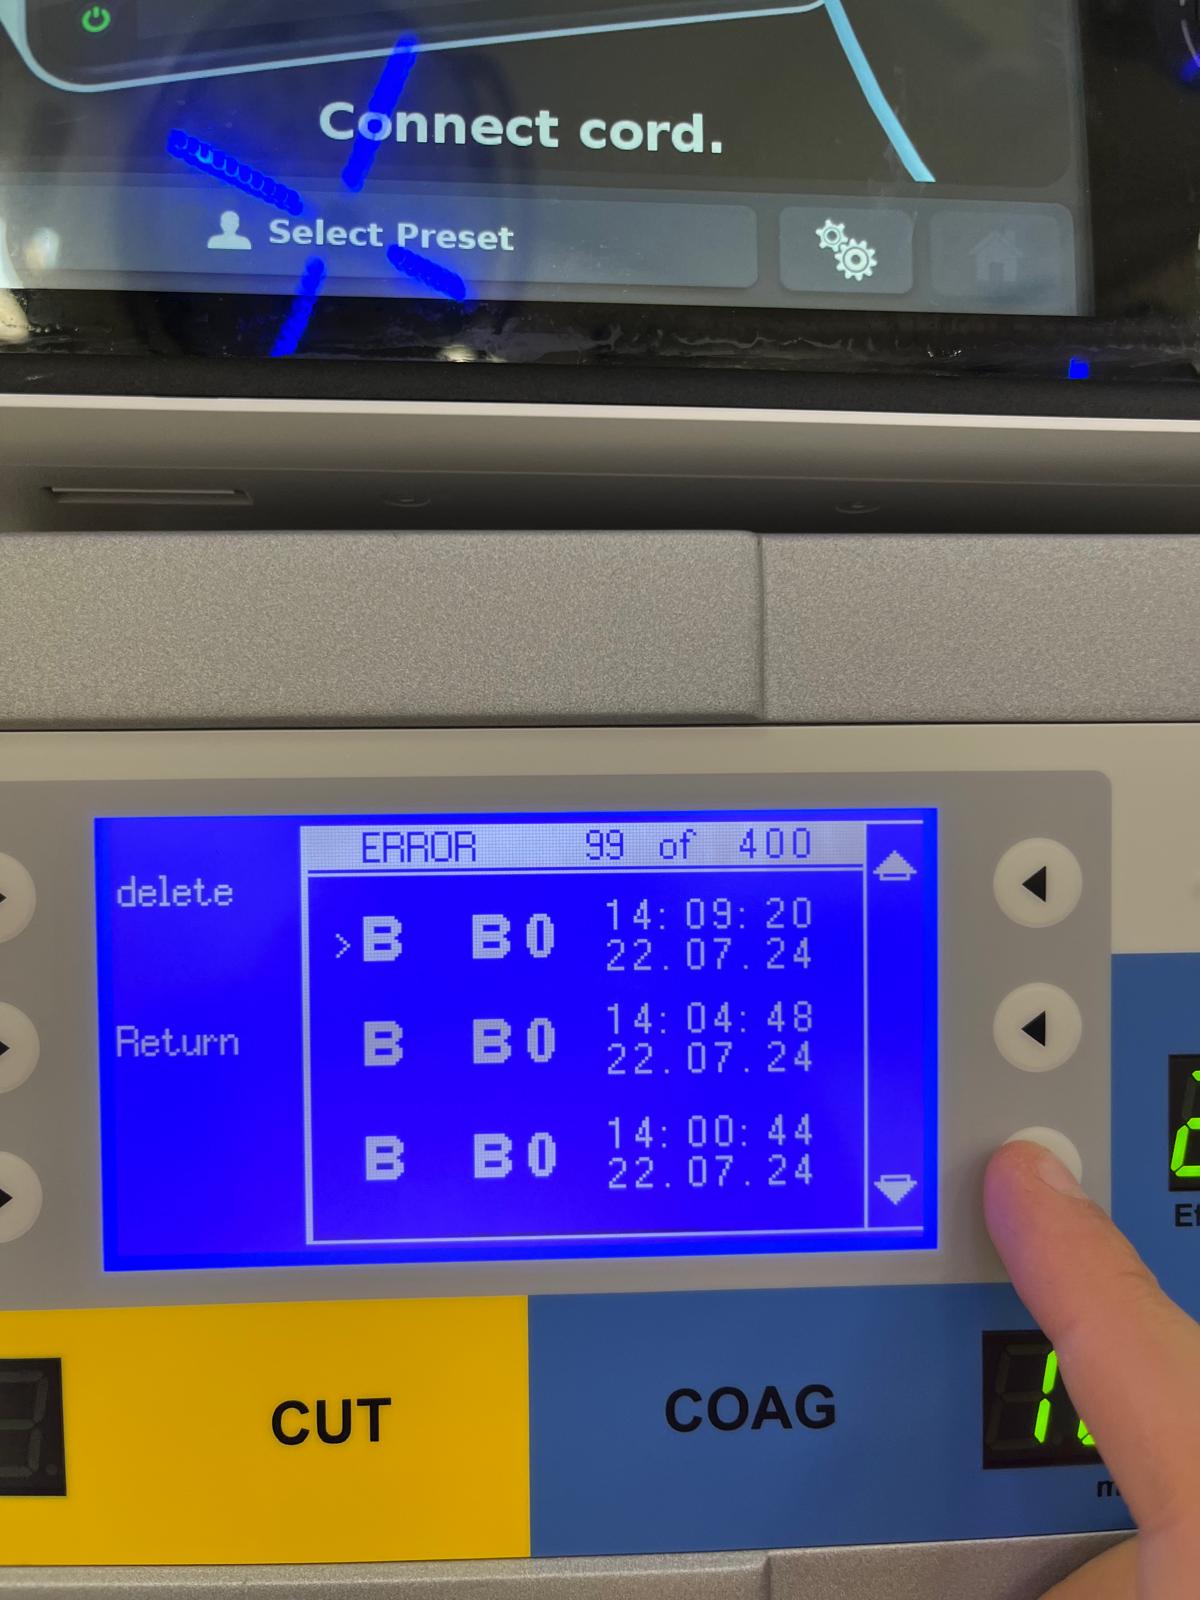 Connect cord.
Select Preset
ERROR 99 of 400
delete
>B B0 14:09:20
22.07.24
Return
B B0 14:04:48
22.07.24
B B0 14:00:44
22.07.24
CUT
COAG